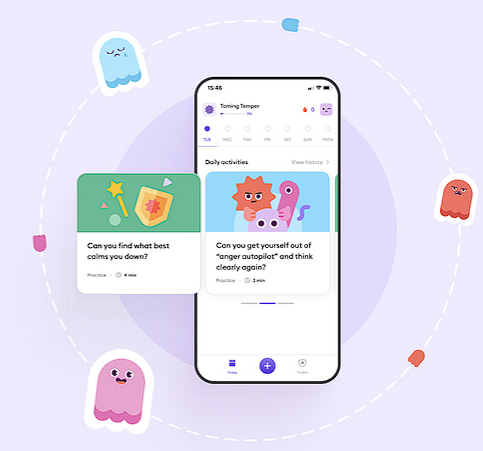 15:46
Taming Temper
0
TUE WED THU FRI SAT SUN MON
Daily activities
View history
Can you find what best
calms you down?
Practice
4 min
Can you get yourself out of
“anger autopilot” and think
clearly again?
Practice
3 min
Today